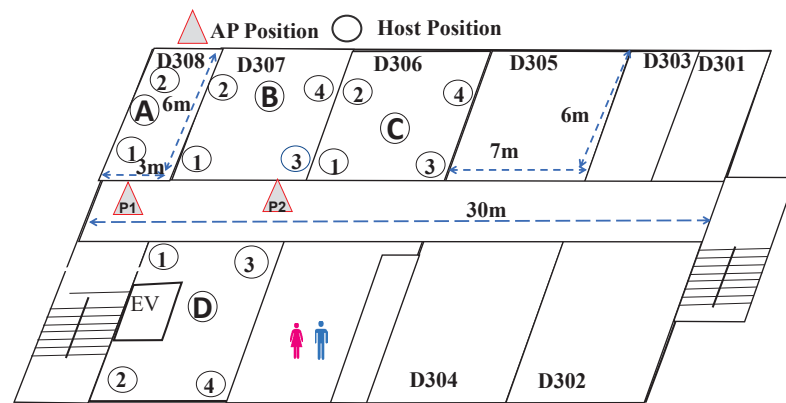 AP Position Host Position
D308 D307 D306 D305 D303 D301
2 2 B 4 2 4
A 6m C 6m
1 1 3 1 3 7m
3m
P1 P2 30m
1 3
EV D
2 4 D304 D302